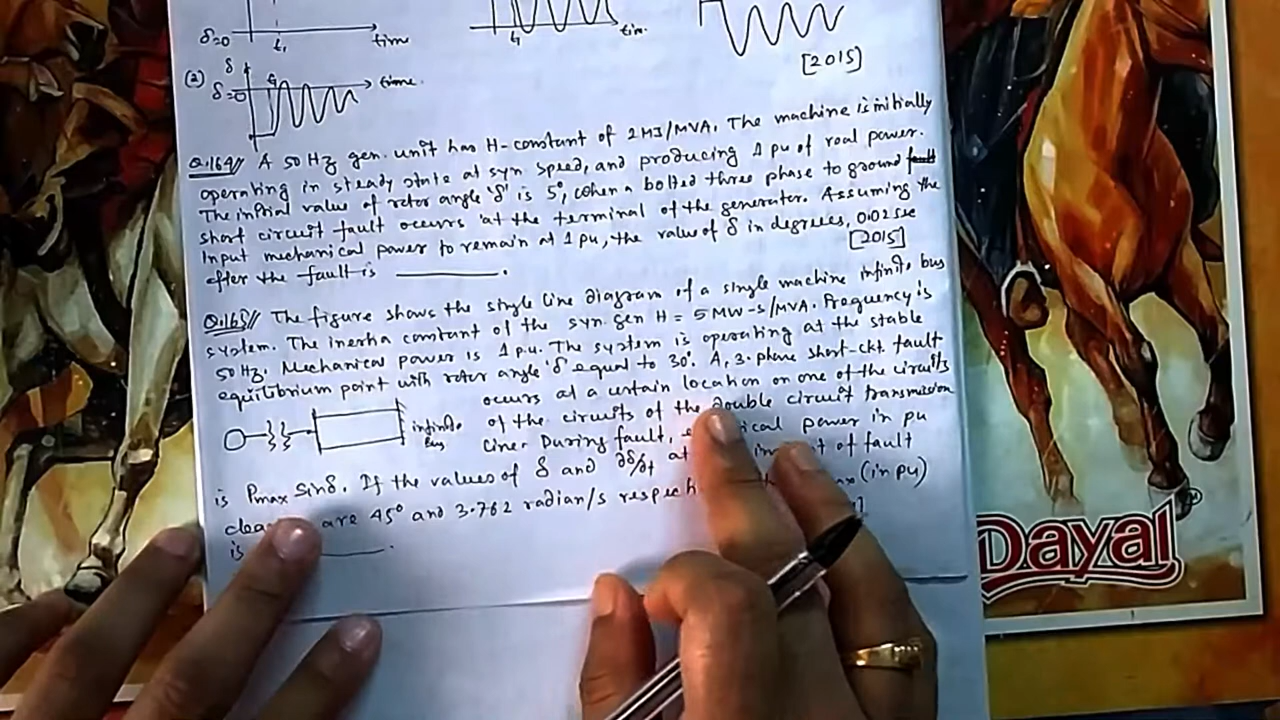 δ=0 t₁ time
t₁ tim.
[2015]
(2) δ
δ=0 t₁ time.
Q.164// A 50 Hz gen. unit has H-constant of 2MJ/MVA. The machine is initially
operating in steady state at syn speed, and producing 1 pu of real power.
The initial value of rotor angle 'δ' is 5°, when a bolted three phase to ground
short circuit fault occurs at the terminal of the generator. Assuming the
Input mechanical power to remain at 1 pu, the value of δ in degrees, 0.02 sec
after the fault is ________. [2015]
Q.165// The figure shows the single line diagram of a single machine infinite bus
system. The inertia constant of the syn. gen H = 5 MW-s/MVA. Frequency is
50 Hz. Mechanical power is 1 p.u. The system is operating at the stable
equilibrium point with rotor angle 'δ' equal to 30°. A, 3-phase short-ckt fault
occurs at a certain location on one of the circuits
of the circuits of the double circuit transmission
infinite
bus
line. During fault, power in pu
is Pmax Sinδ. If the values of δ and ∂δ/∂t at of fault
are 45° and 3.762 radian/s (in pu)
is ________.
Dayal